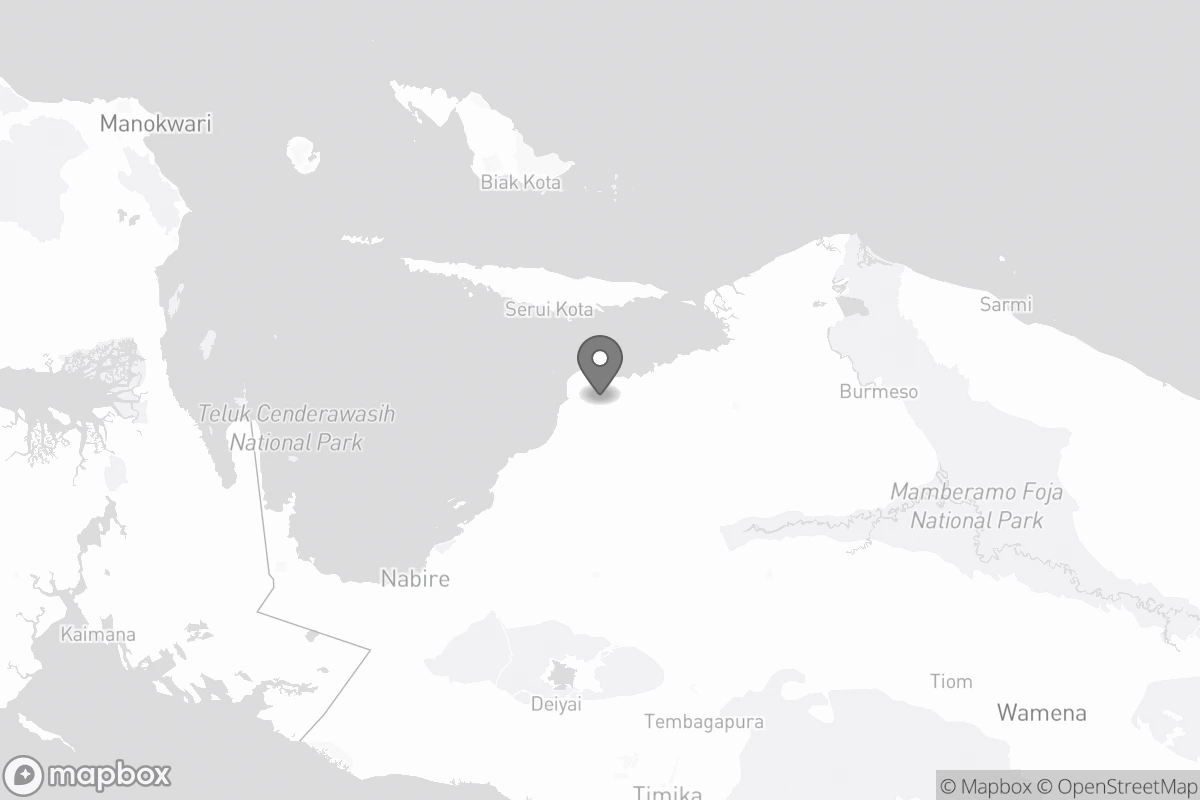 Manokwari
Biak Kota
Serui Kota
Sarmi
Burmeso
Teluk Cenderawasih
National Park
Mamberamo Foja
National Park
Nabire
Kaimana
Deiyai
Tiom
Tembagapura
Wamena
Timika
mapbox
© Mapbox © OpenStreetMap